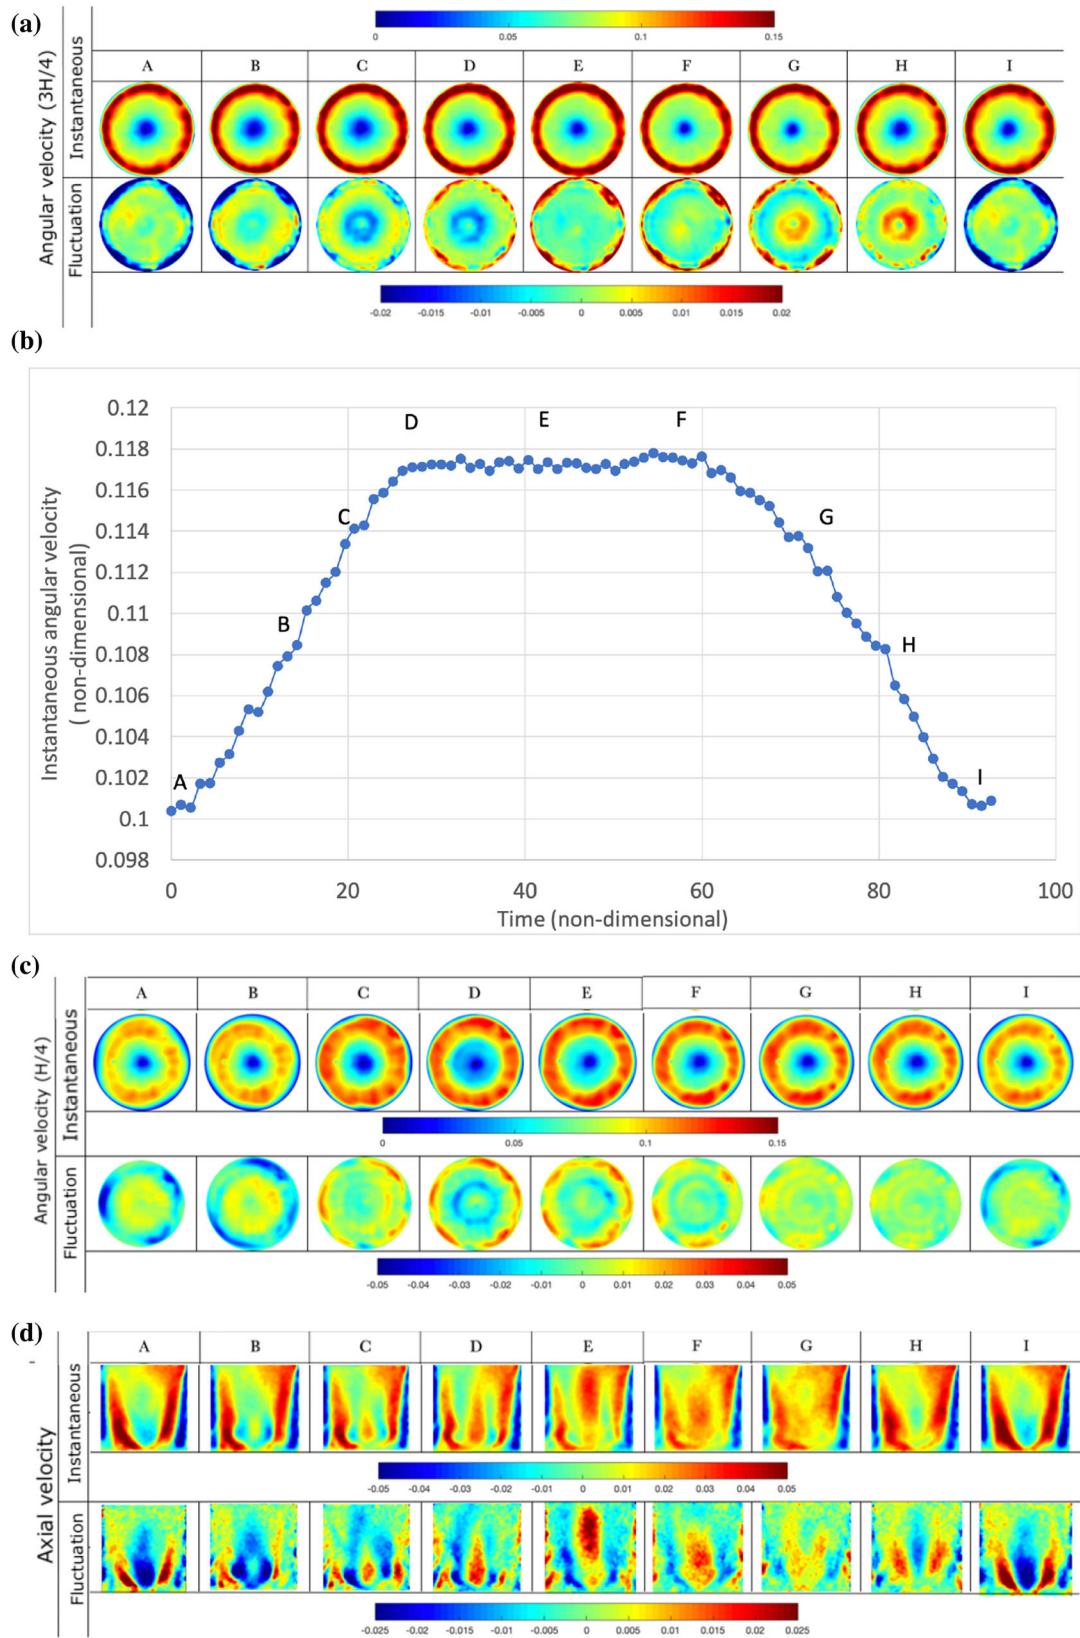 (a)
0 0.05 0.1 0.15
A B C D E F G H I
Angular velocity (3H/4)
Instantaneous
Fluctuation
-0.02 -0.015 -0.01 -0.005 0 0.005 0.01 0.015 0.02
(b)
0.12
0.118
0.116
0.114
0.112
0.11
0.108
0.106
0.104
0.102
0.1
0.098
Instantaneous angular velocity
( non-dimensional)
A B C D E F G H I
0 20 40 60 80 100
Time (non-dimensional)
(c)
A B C D E F G H I
Angular velocity (H/4)
Instantaneous
0 0.05 0.1 0.15
Fluctuation
-0.05 -0.04 -0.03 -0.02 -0.01 0 0.01 0.02 0.03 0.04 0.05
(d)
A B C D E F G H I
Axial velocity
Instantaneous
-0.05 -0.04 -0.03 -0.02 -0.01 0 0.01 0.02 0.03 0.04 0.05
Fluctuation
-0.025 -0.02 -0.015 -0.01 -0.005 0 0.005 0.01 0.015 0.02 0.025